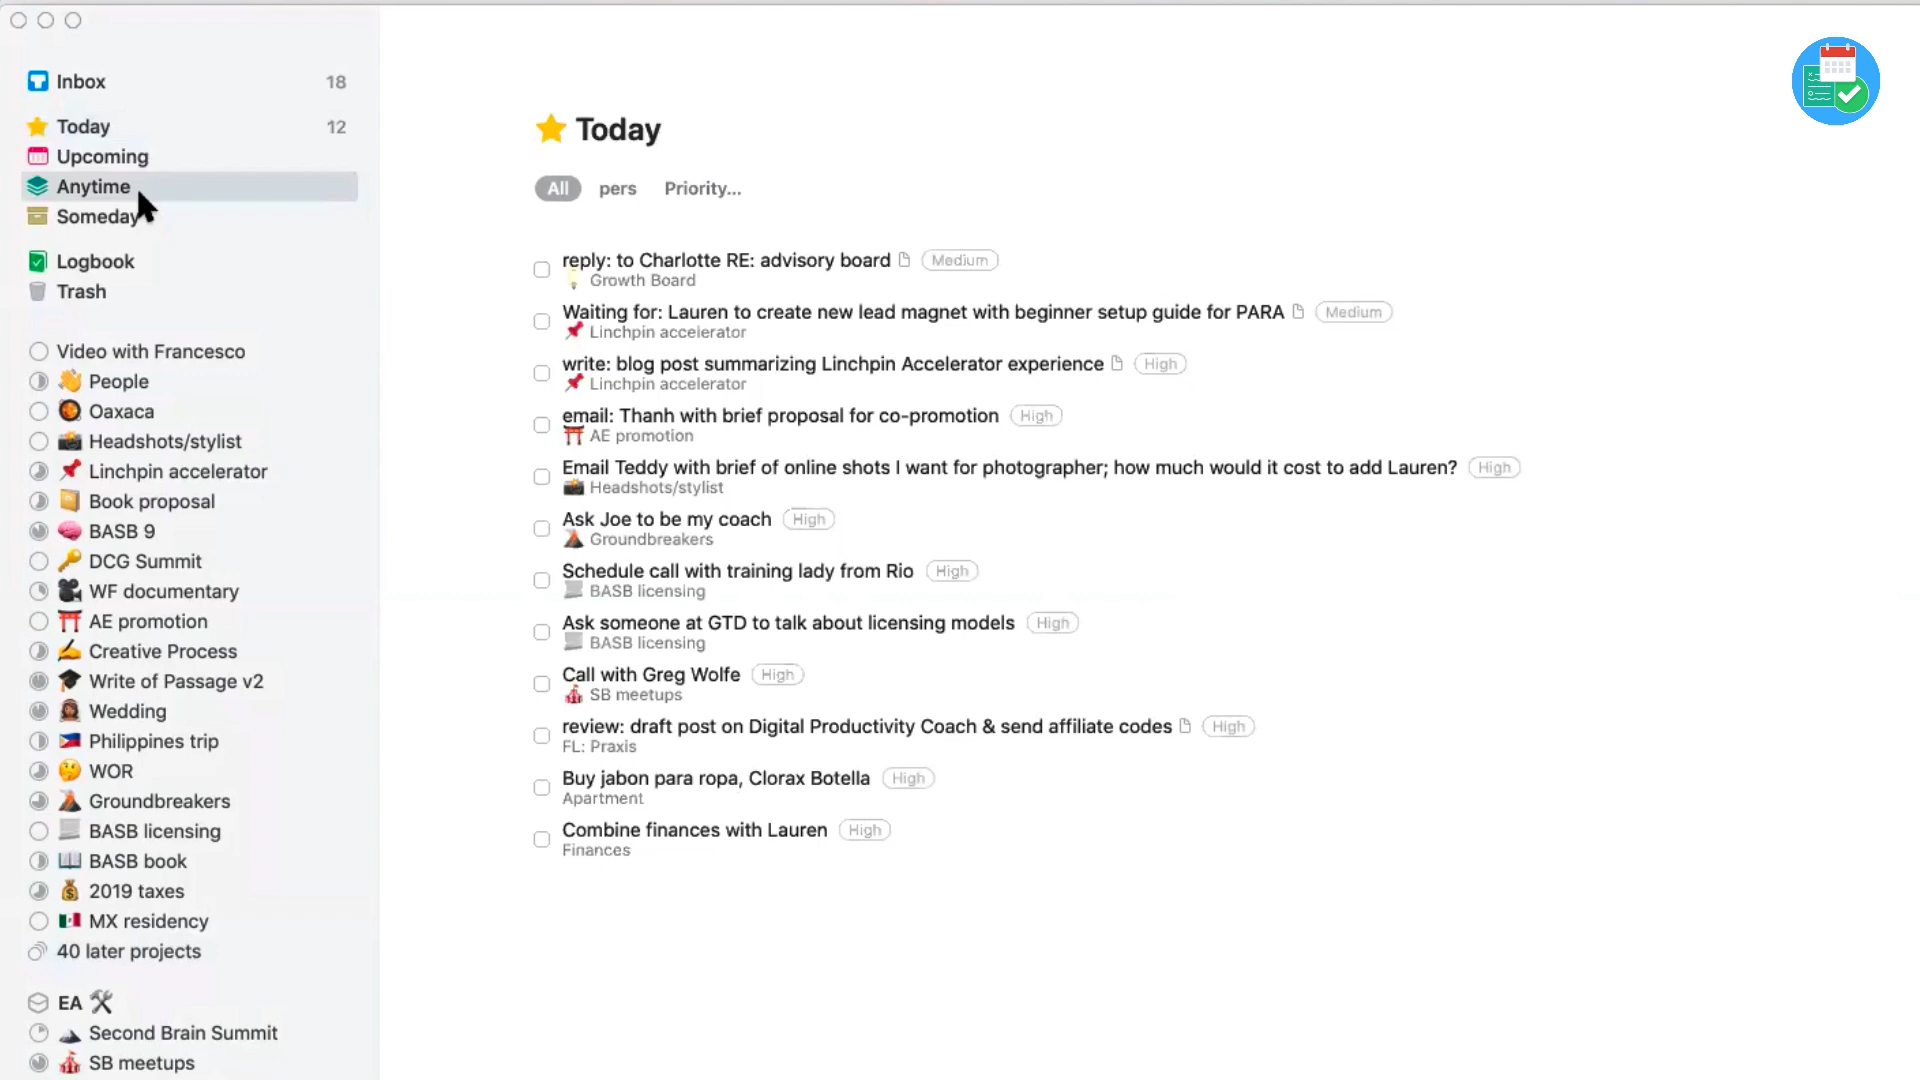 Inbox 18
Today 12
Upcoming
Anytime
Someday
Logbook
Trash
Video with Francesco
People
Oaxaca
Headshots/stylist
Linchpin accelerator
Book proposal
BASB 9
DCG Summit
WF documentary
AE promotion
Creative Process
Write of Passage v2
Wedding
Philippines trip
WOR
Groundbreakers
BASB licensing
BASB book
2019 taxes
MX residency
40 later projects
EA
Second Brain Summit
SB meetups
Today
All pers Priority...
reply: to Charlotte RE: advisory board Medium
Growth Board
Waiting for: Lauren to create new lead magnet with beginner setup guide for PARA Medium
Linchpin accelerator
write: blog post summarizing Linchpin Accelerator experience High
Linchpin accelerator
email: Thanh with brief proposal for co-promotion High
AE promotion
Email Teddy with brief of online shots I want for photographer; how much would it cost to add Lauren? High
Headshots/stylist
Ask Joe to be my coach High
Groundbreakers
Schedule call with training lady from Rio High
BASB licensing
Ask someone at GTD to talk about licensing models High
BASB licensing
Call with Greg Wolfe High
SB meetups
review: draft post on Digital Productivity Coach & send affiliate codes High
FL: Praxis
Buy jabon para ropa, Clorax Botella High
Apartment
Combine finances with Lauren High
Finances